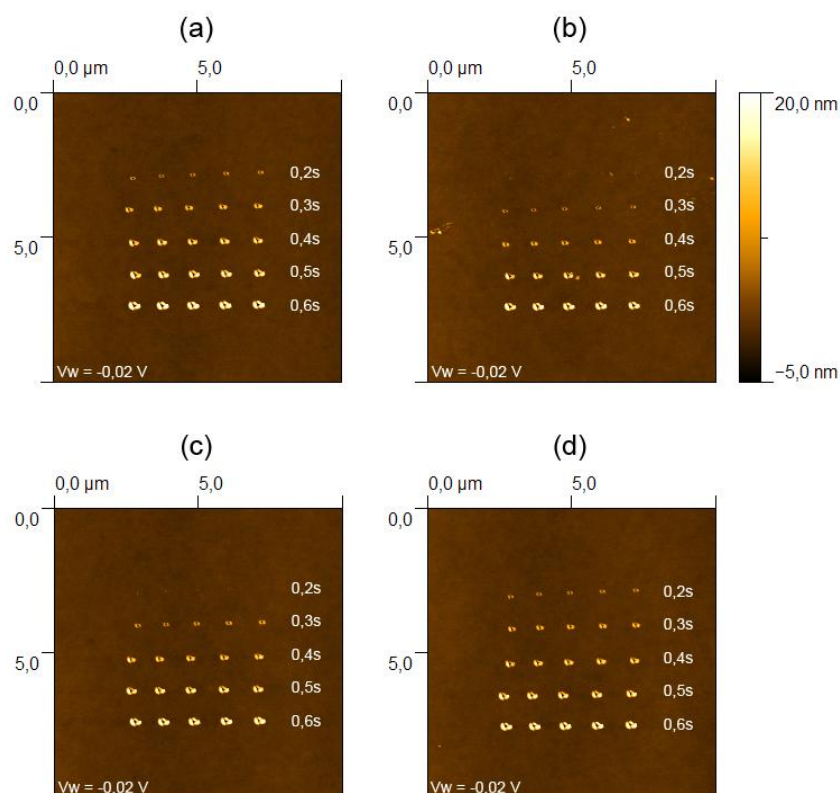 (a)
(b)
0,0 µm 5,0
0,0 µm 5,0
0,0
0,0
20,0 nm
0,2s
0,2s
0,3s
0,3s
0,4s
0,4s
5,0
5,0
0,5s
0,5s
0,6s
0,6s
Vw = -0,02 V
Vw = -0,02 V
−5,0 nm
(c)
(d)
0,0 µm 5,0
0,0 µm 5,0
0,0
0,0
0,2s
0,2s
0,3s
0,3s
0,4s
0,4s
5,0
5,0
0,5s
0,5s
0,6s
0,6s
Vw = -0,02 V
Vw = -0,02 V